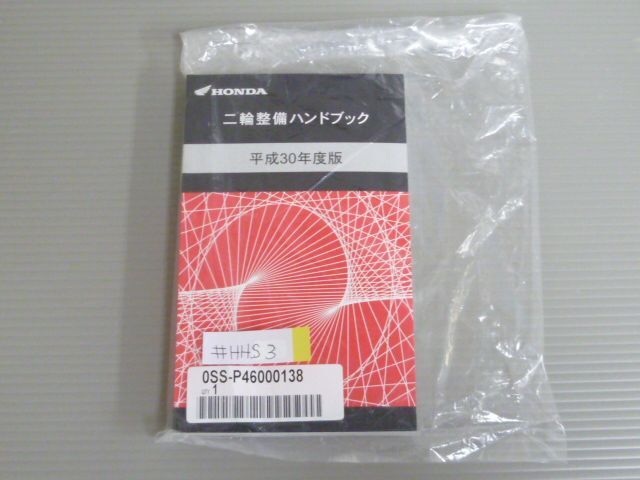 HONDA
二輪整備ハンドブック
平成30年度版
#HHS3
0SS-P46000138
QTY 1